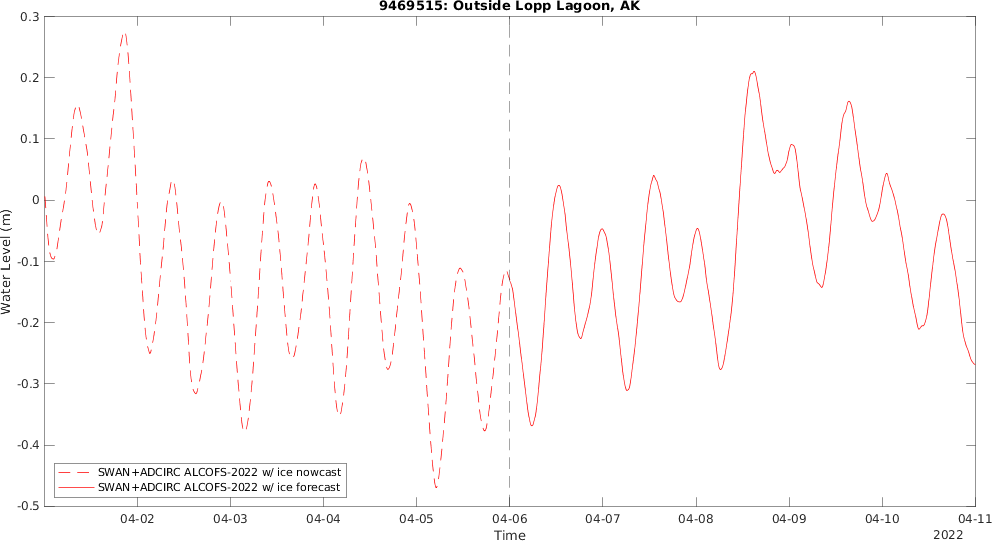 9469515: Outside Lopp Lagoon, AK
0.3
0.2
0.1
0
-0.1
-0.2
-0.3
-0.4
-0.5
Water Level (m)
SWAN+ADCIRC ALCOFS-2022 w/ ice nowcast
SWAN+ADCIRC ALCOFS-2022 w/ ice forecast
04-02 04-03 04-04 04-05 04-06 04-07 04-08 04-09 04-10 04-11
Time
2022